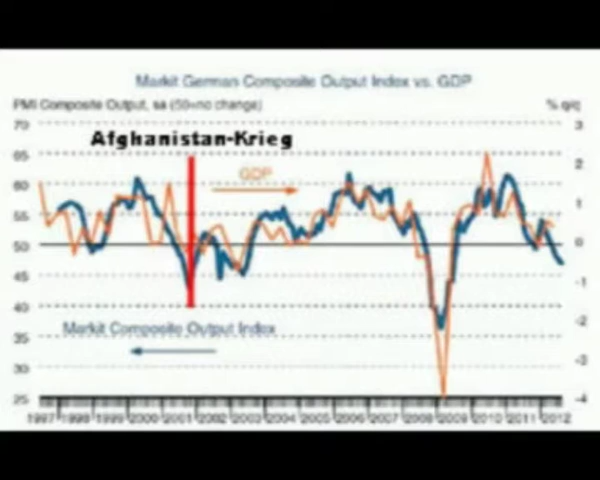 Markit German Composite Output Index vs. GDP
PMI Composite Output, sa (50=no change)
% q/q
Afghanistan-Krieg
GDP
Markit Composite Output Index
70
65
60
55
50
45
40
35
30
25
3
2
1
0
-1
-2
-3
-4
1997 1998 1999 2000 2001 2002 2003 2004 2005 2006 2007 2008 2009 2010 2011 2012